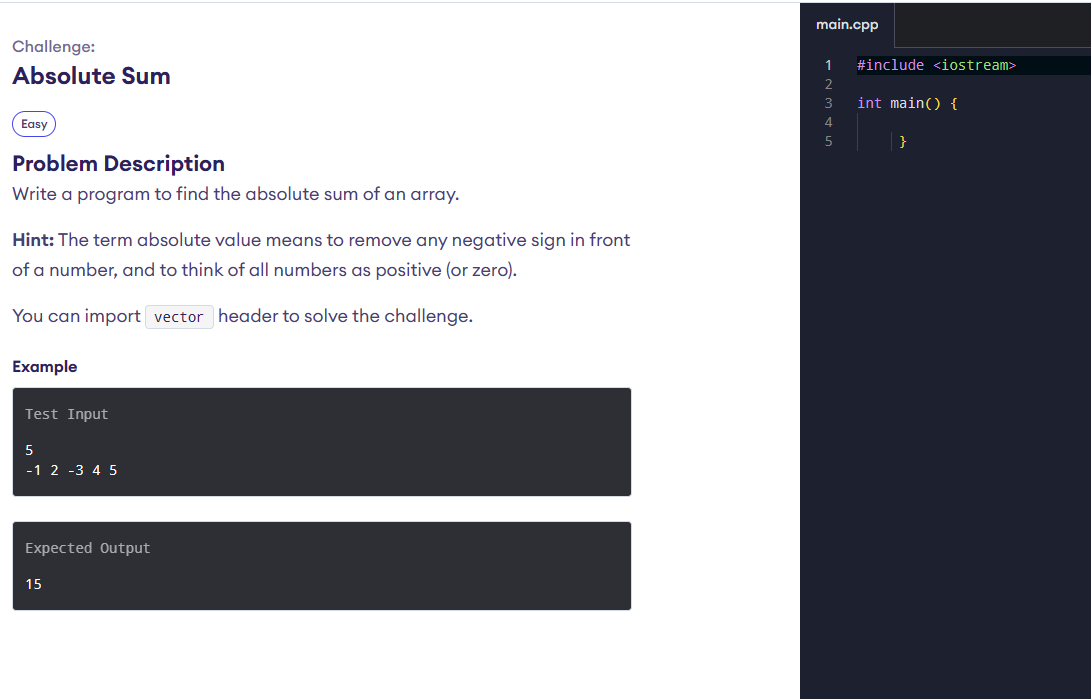 Challenge:
Absolute Sum
Easy
Problem Description
Write a program to find the absolute sum of an array.
Hint: The term absolute value means to remove any negative sign in front
of a number, and to think of all numbers as positive (or zero).
You can import vector header to solve the challenge.
Example
Test Input
5
-1 2 -3 4 5
Expected Output
15
main.cpp
1 #include <iostream>
2
3 int main() {
4
5 }